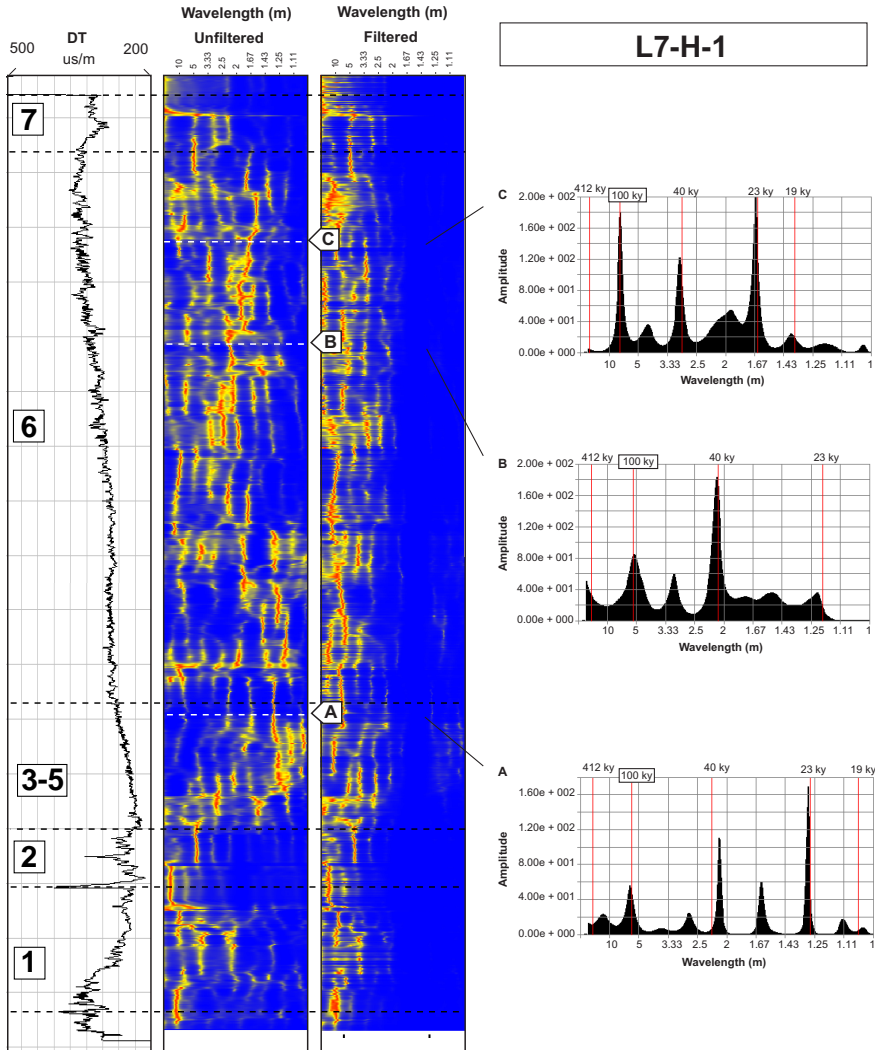 Wavelength (m)
Unfiltered
Wavelength (m)
Filtered
L7-H-1
500 DT 200
us/m
10 5 3.33 2.5 2 1.67 1.43 1.25 1.11
10 5 3.33 2.5 2 1.67 1.43 1.25 1.11
7
6
3-5
2
1
C
B
A
C
412 ky 100 ky 40 ky 23 ky 19 ky
2.00e + 002
1.60e + 002
1.20e + 002
8.00e + 001
4.00e + 001
0.00e + 000
Amplitude
10 5 3.33 2.5 2 1.67 1.43 1.25 1.11 1
Wavelength (m)
B
412 ky 100 ky 40 ky 23 ky
2.00e + 002
1.60e + 002
1.20e + 002
8.00e + 001
4.00e + 001
0.00e + 000
Amplitude
10 5 3.33 2.5 2 1.67 1.43 1.25 1.11 1
Wavelength (m)
A
412 ky 100 ky 40 ky 23 ky 19 ky
1.60e + 002
1.20e + 002
8.00e + 001
4.00e + 001
0.00e + 000
Amplitude
10 5 3.33 2.5 2 1.67 1.43 1.25 1.11 1
Wavelength (m)